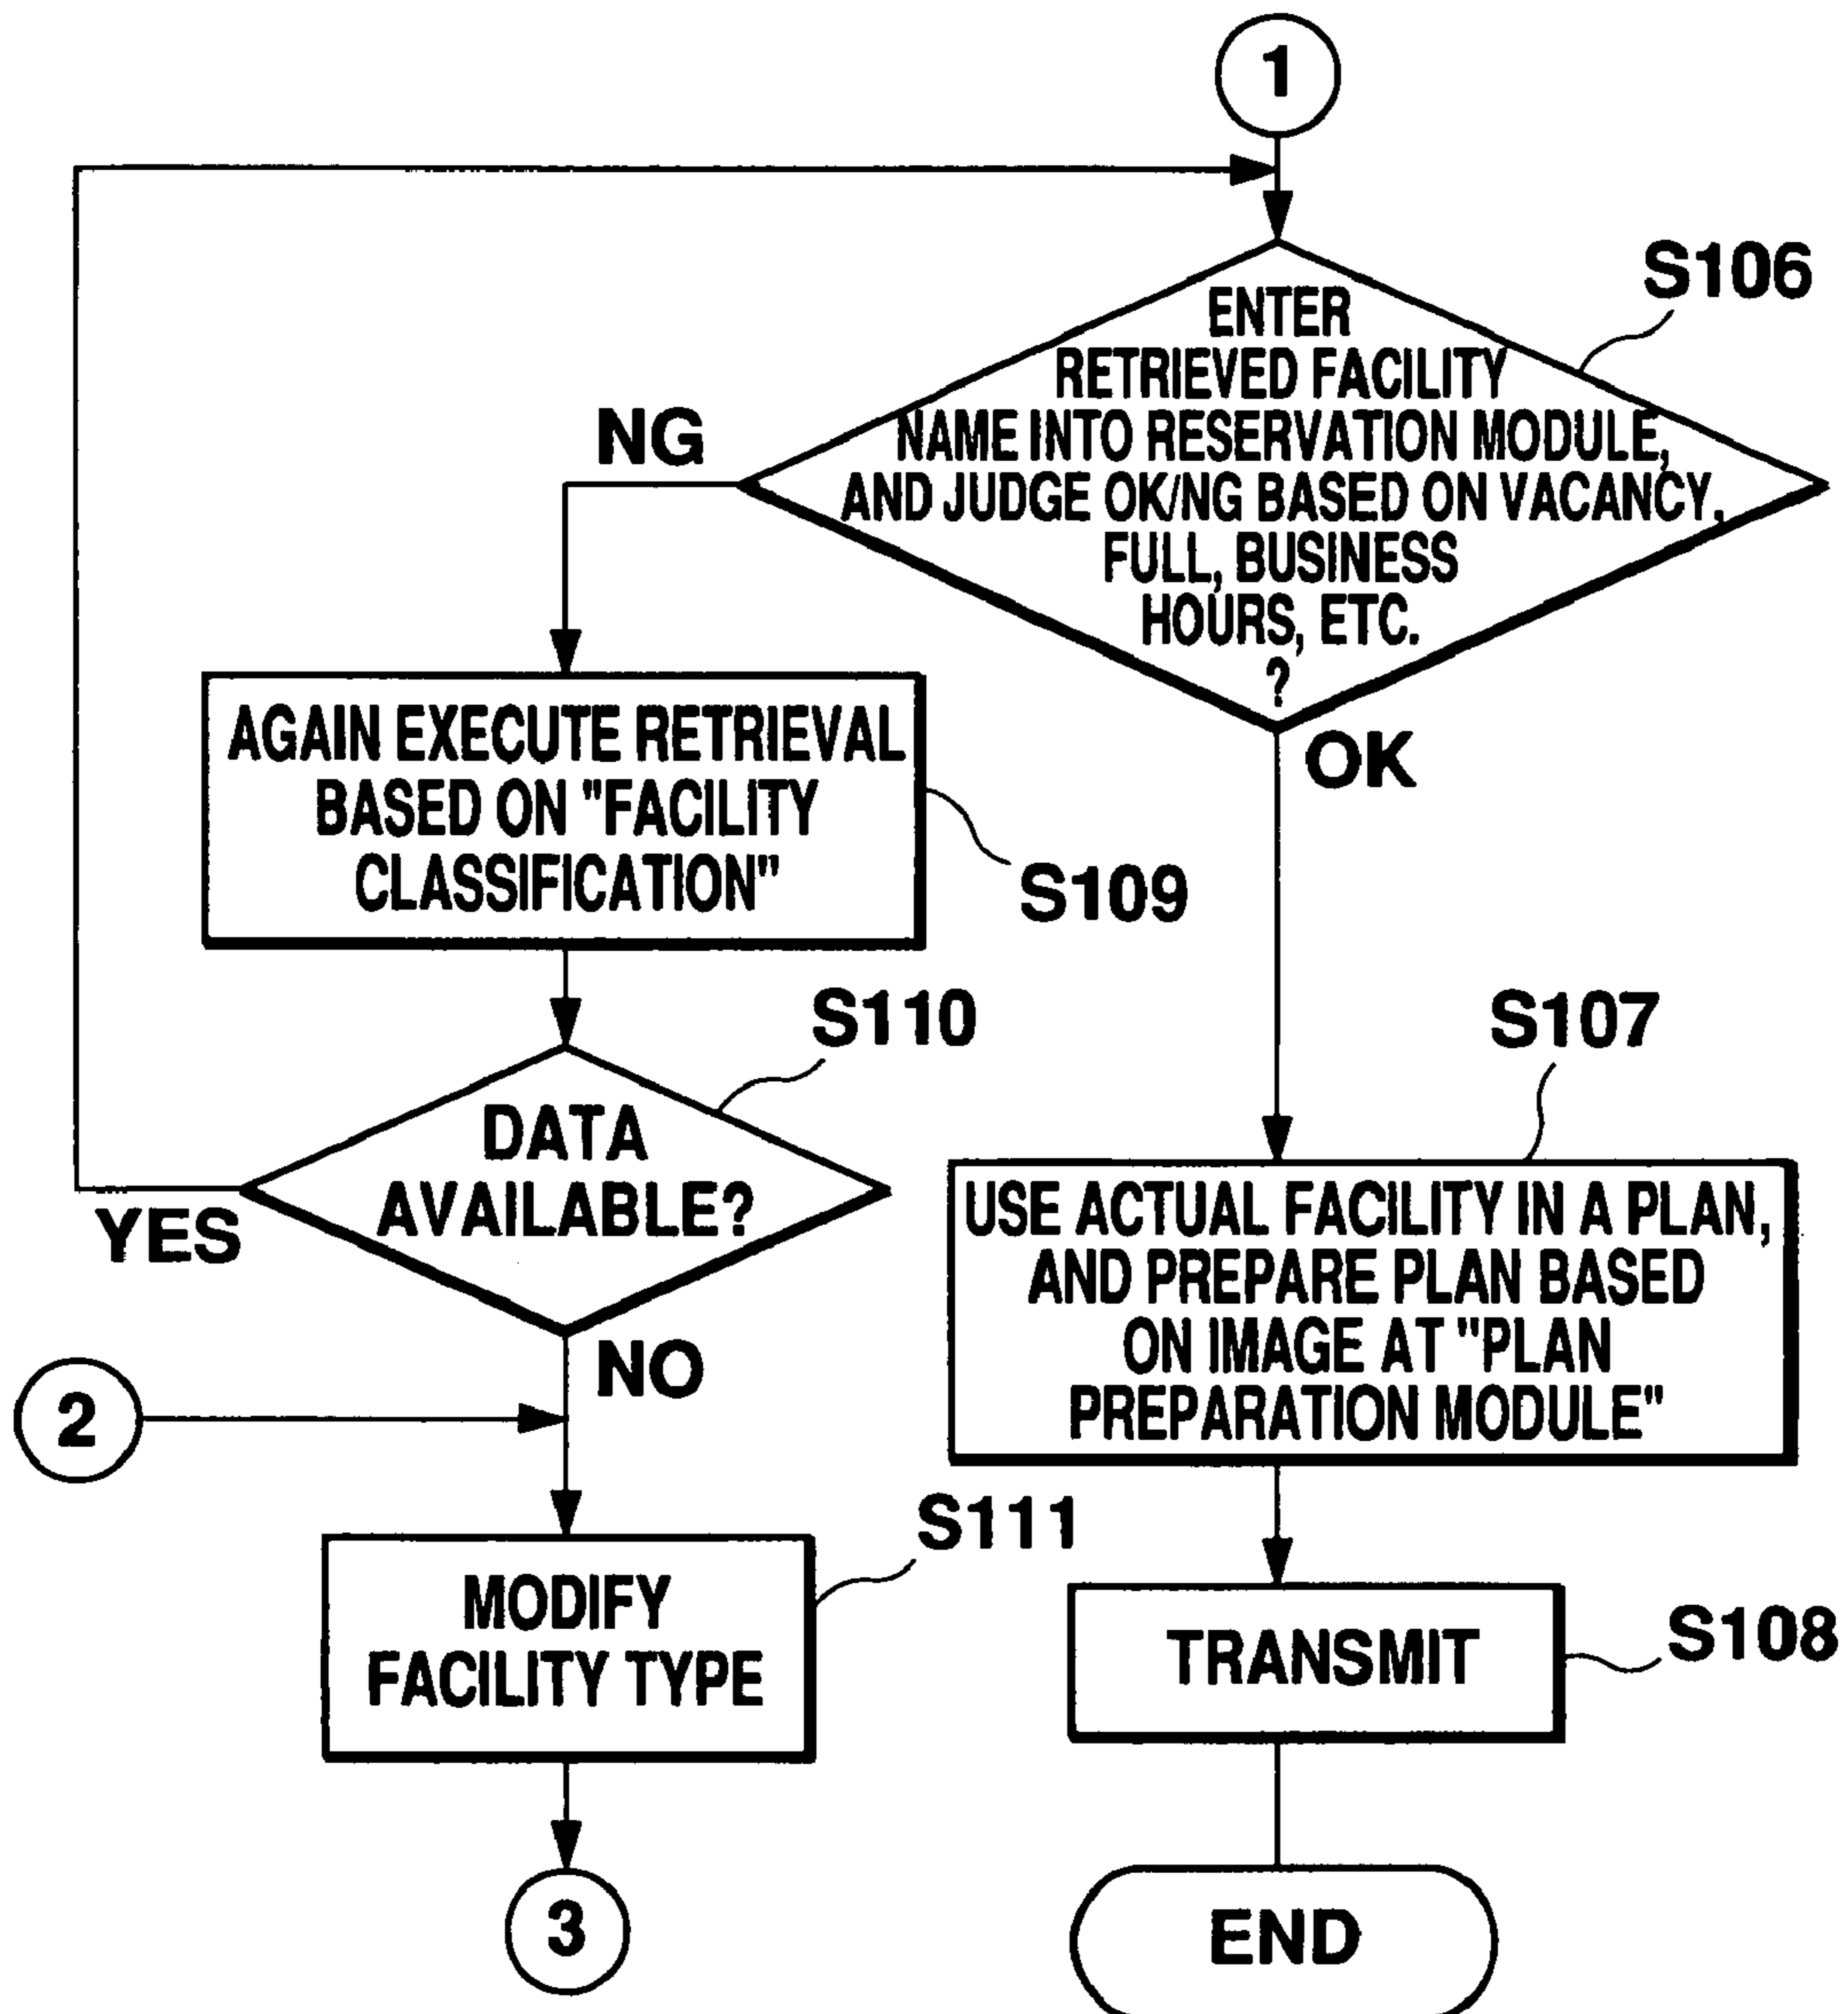 1
S106
ENTER
RETRIEVED FACILITY
NAME INTO RESERVATION MODULE,
AND JUDGE OK/NG BASED ON VACANCY,
FULL, BUSINESS
HOURS, ETC.
?
NG
OK
AGAIN EXECUTE RETRIEVAL
BASED ON "FACILITY
CLASSIFICATION"
S109
S110
DATA
AVAILABLE?
YES
NO
S107
USE ACTUAL FACILITY IN A PLAN,
AND PREPARE PLAN BASED
ON IMAGE AT "PLAN
PREPARATION MODULE"
2
S111
MODIFY
FACILITY TYPE
TRANSMIT
S108
3
END